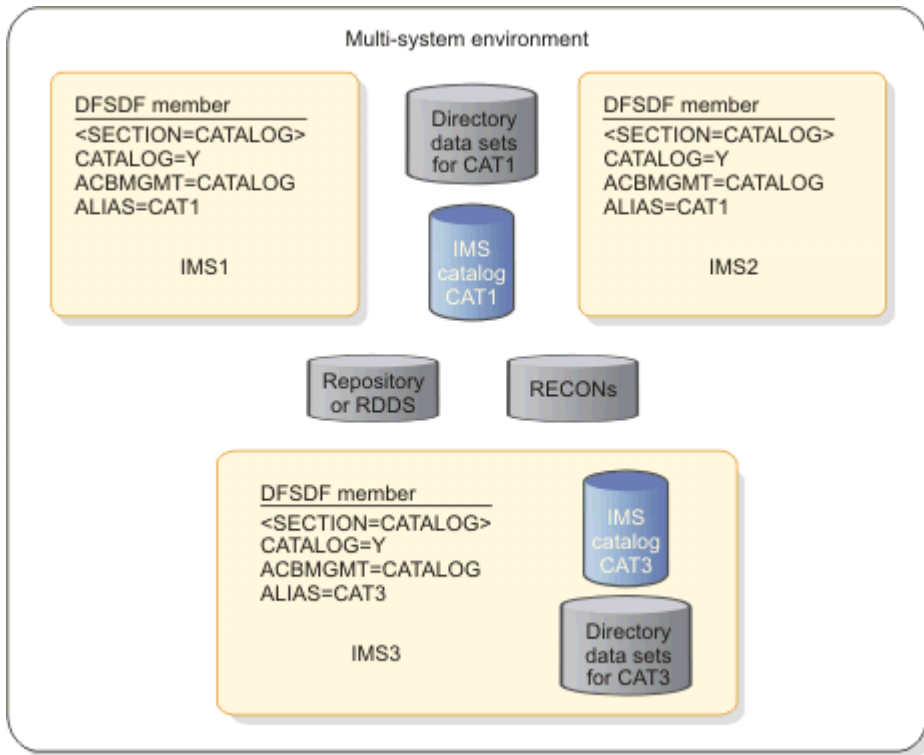 Multi-system environment
DFSDF member
<SECTION=CATALOG>
CATALOG=Y
ACBMGMT=CATALOG
ALIAS=CAT1
IMS1
Directory
data sets
for CAT1
IMS
catalog
CAT1
DFSDF member
<SECTION=CATALOG>
CATALOG=Y
ACBMGMT=CATALOG
ALIAS=CAT1
IMS2
Repository
or RDDS
RECONs
DFSDF member
<SECTION=CATALOG>
CATALOG=Y
ACBMGMT=CATALOG
ALIAS=CAT3
IMS3
IMS
catalog
CAT3
Directory
data sets
for CAT3